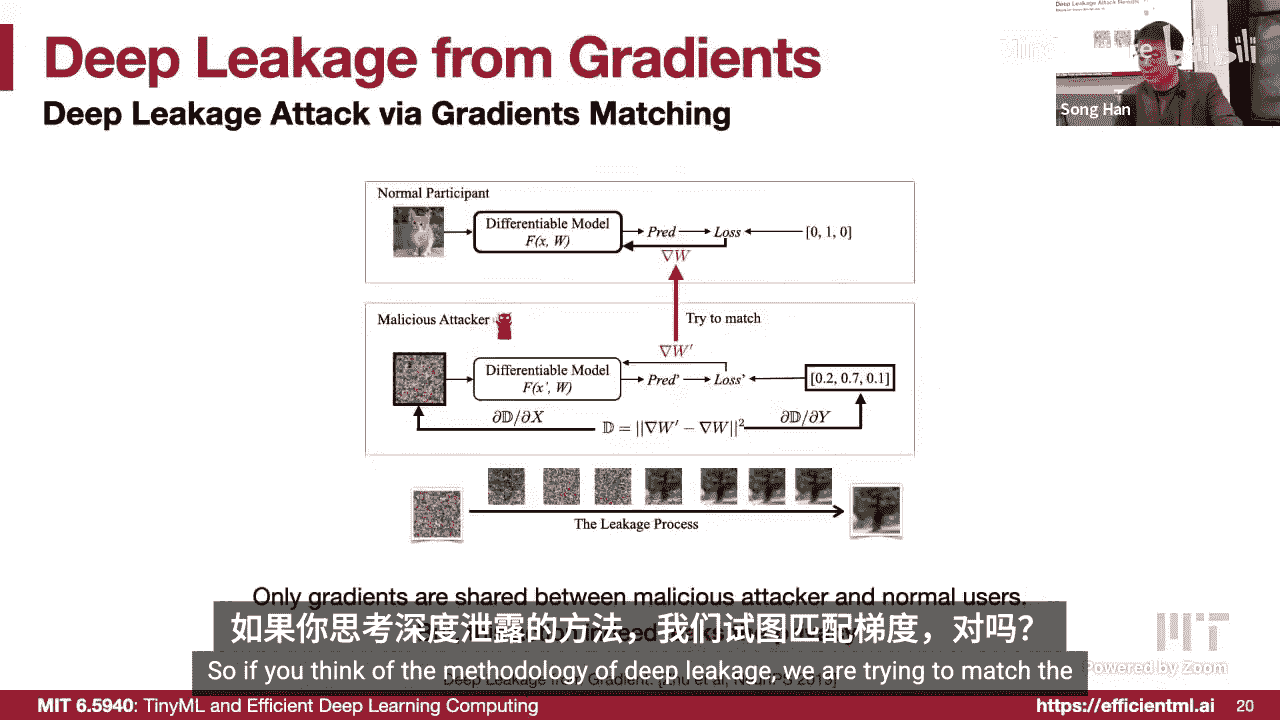 Deep Leakage from Gradients
Deep Leakage Attack via Gradients Matching
Song Han
Normal Participant
Differentiable Model
F(x, W)
Pred
Loss
[0, 1, 0]
∇W
Malicious Attacker
Try to match
∇W'
Differentiable Model
F(x', W)
Pred'
Loss'
[0.2, 0.7, 0.1]
∂𝔻/∂X
𝔻 = ||∇W' − ∇W||²
∂𝔻/∂Y
The Leakage Process
Only gradients are shared between malicious attacker and normal users.
如果你思考深度泄露的方法，我们试图匹配梯度，对吗？
So if you think of the methodology of deep leakage, we are trying to match the
Powered by Zoom
MIT 6.5940: TinyML and Efficient Deep Learning Computing
https://efficientml.ai
20